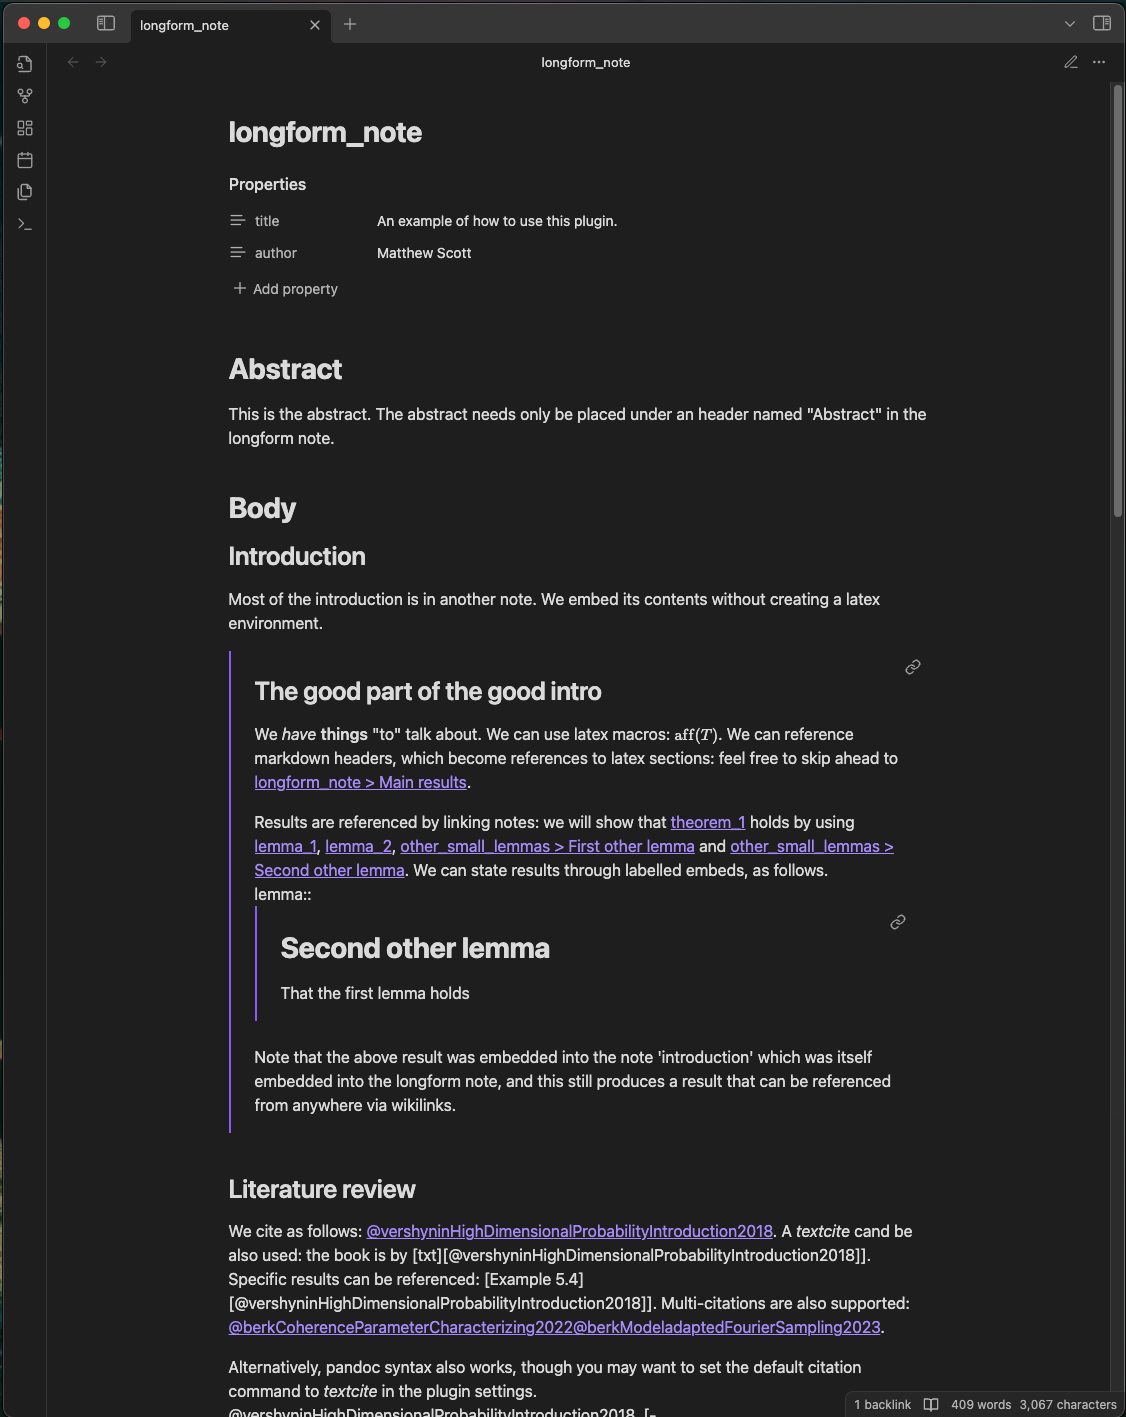 longform_note
longform_note
longform_note
Properties
title An example of how to use this plugin.
author Matthew Scott
Add property
Abstract
This is the abstract. The abstract needs only be placed under an header named "Abstract" in the
longform note.
Body
Introduction
Most of the introduction is in another note. We embed its contents without creating a latex
environment.
The good part of the good intro
We have things "to" talk about. We can use latex macros: aff(T). We can reference
markdown headers, which become references to latex sections: feel free to skip ahead to
longform_note > Main results.
Results are referenced by linking notes: we will show that theorem_1 holds by using
lemma_1, lemma_2, other_small_lemmas > First other lemma and other_small_lemmas >
Second other lemma. We can state results through labelled embeds, as follows.
lemma::
Second other lemma
That the first lemma holds
Note that the above result was embedded into the note 'introduction' which was itself
embedded into the longform note, and this still produces a result that can be referenced
from anywhere via wikilinks.
Literature review
We cite as follows: @vershyninHighDimensionalProbabilityIntroduction2018. A textcite cand be
also used: the book is by [txt][@vershyninHighDimensionalProbabilityIntroduction2018]].
Specific results can be referenced: [Example 5.4]
[@vershyninHighDimensionalProbabilityIntroduction2018]]. Multi-citations are also supported:
@berkCoherenceParameterCharacterizing2022@berkModeladaptedFourierSampling2023.
Alternatively, pandoc syntax also works, though you may want to set the default citation
command to textcite in the plugin settings.
@vershyninHighDimensionalProbabilityIntroduction2018, [-
1 backlink 409 words 3,067 characters